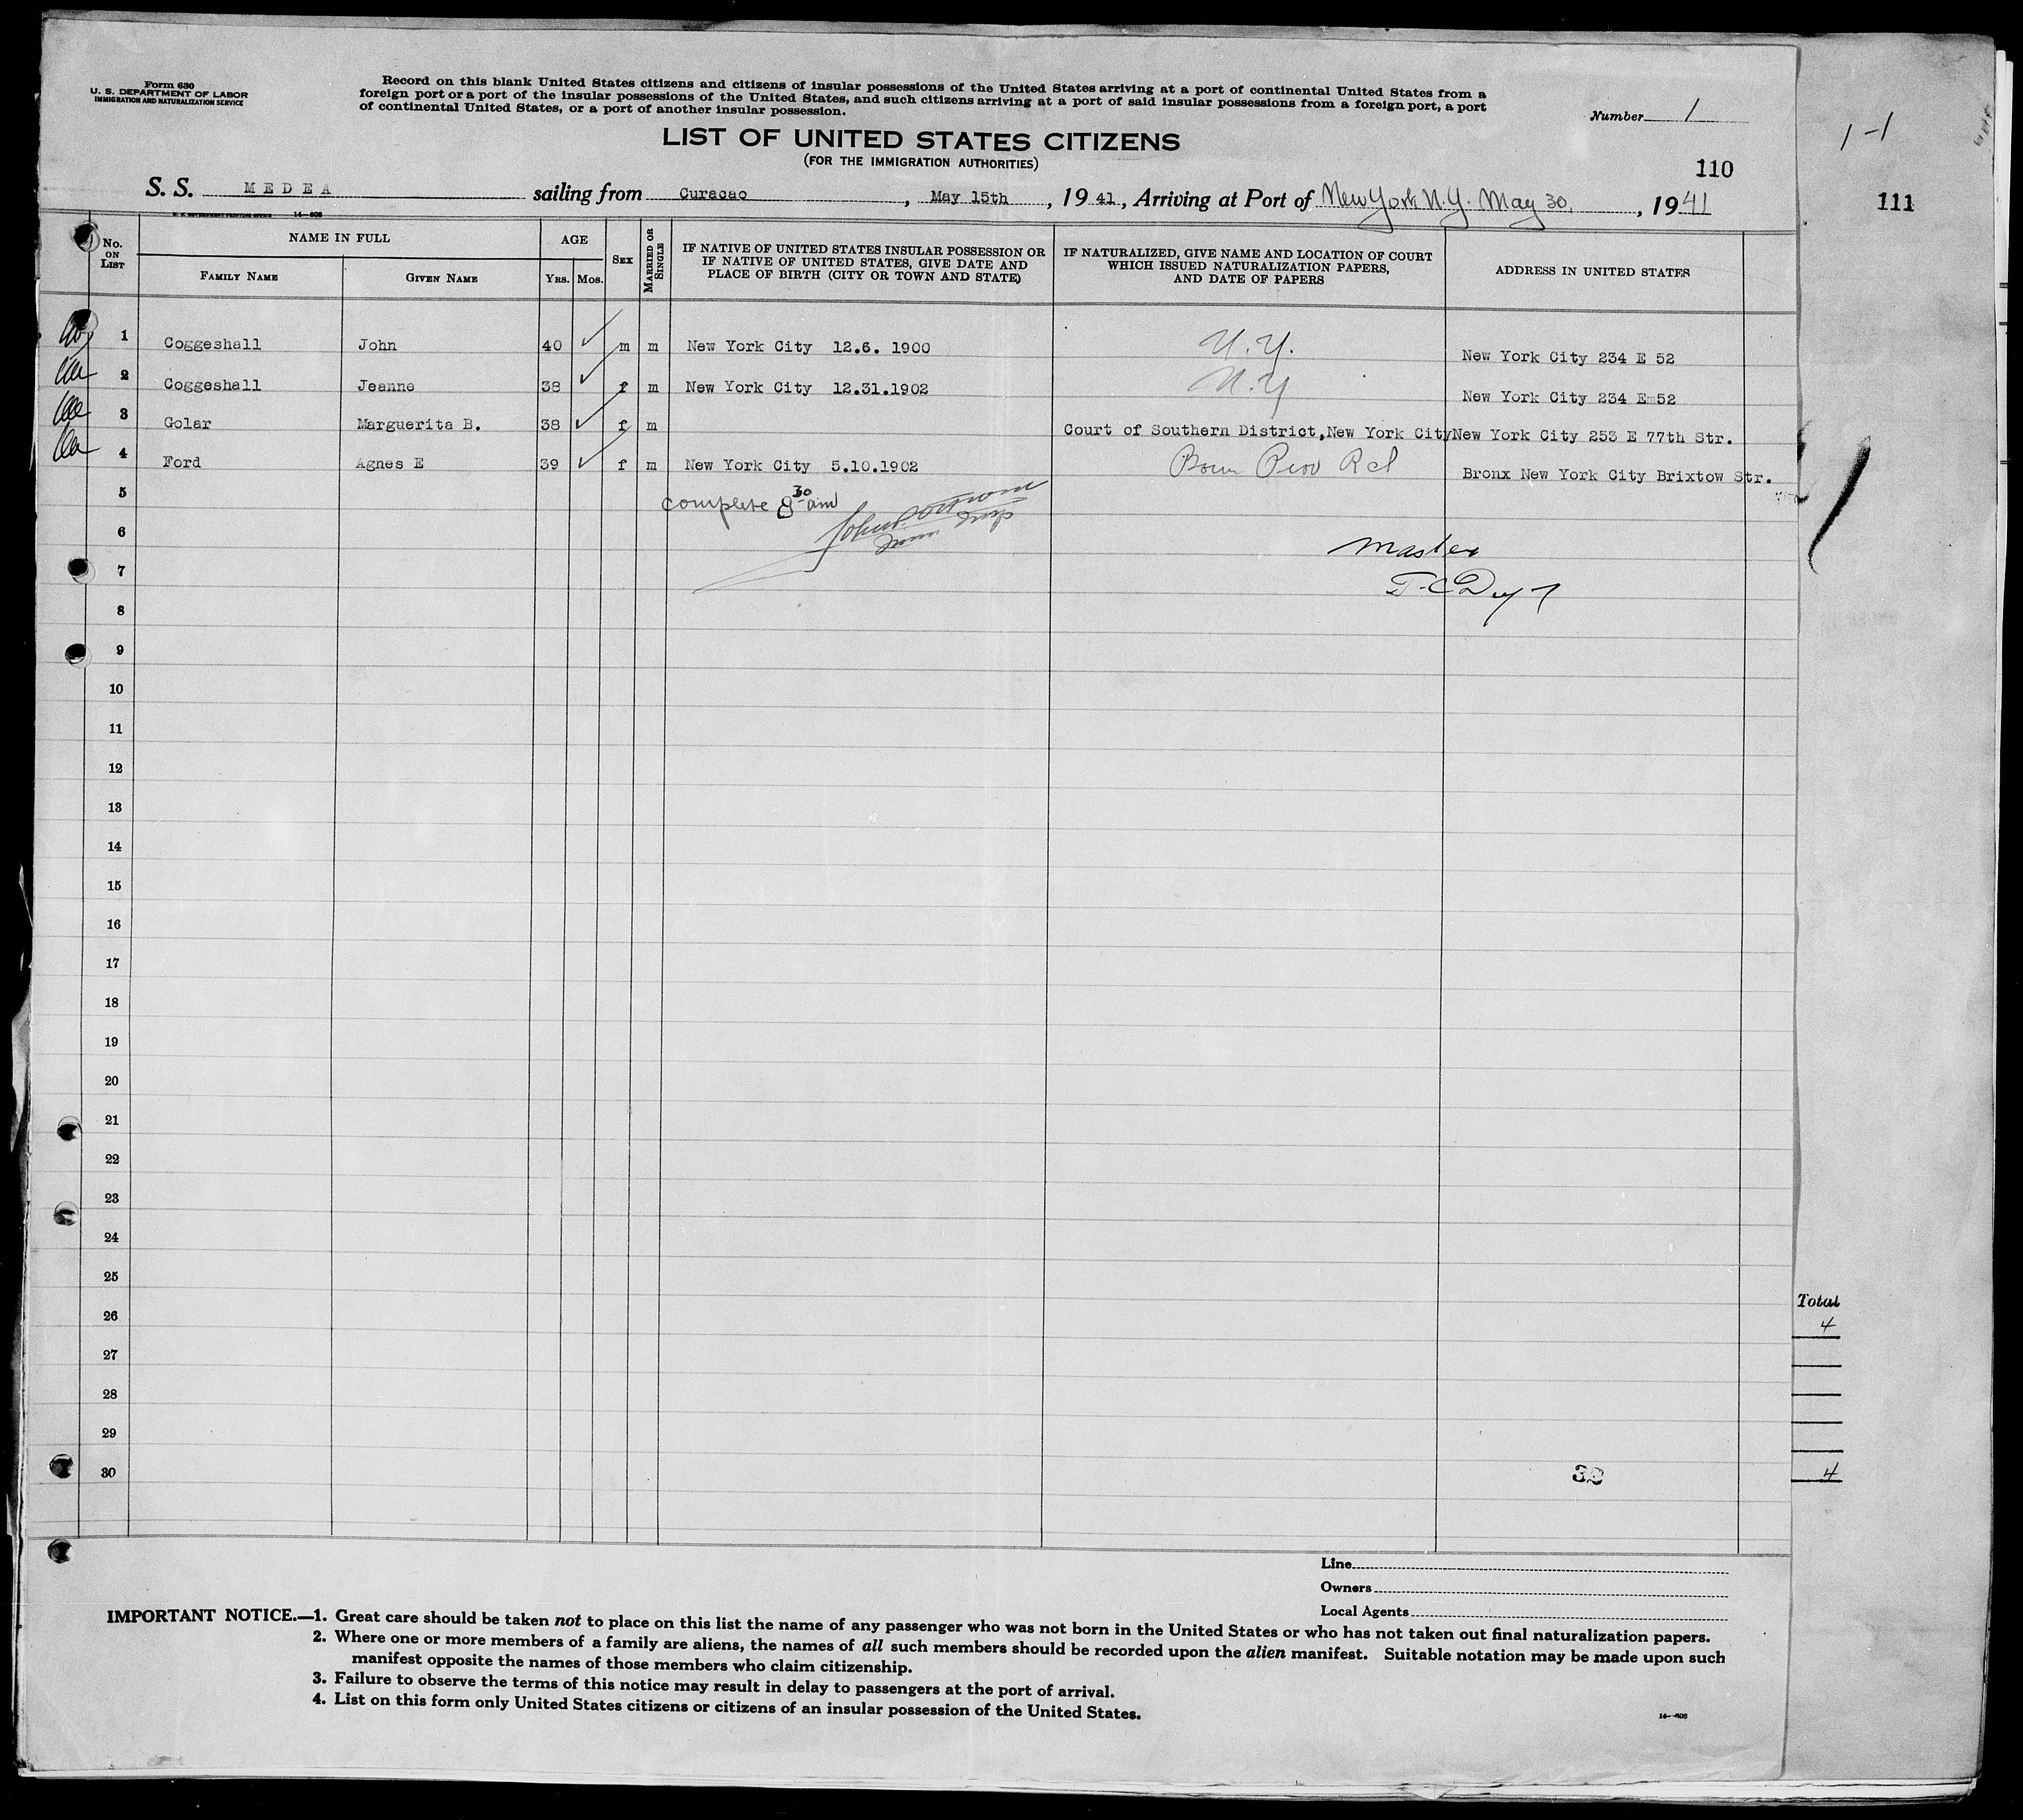 Form 630
U. S. DEPARTMENT OF LABOR
IMMIGRATION AND NATURALIZATION SERVICE
Record on this blank United States citizens and citizens of insular possessions of the United States arriving at a port of continental United States from a
foreign port or a port of the insular possessions of the United States, and such citizens arriving at a port of said insular possessions from a foreign port, a port
of continental United States, or a port of another insular possession.
Number 1
1-1
LIST OF UNITED STATES CITIZENS
(FOR THE IMMIGRATION AUTHORITIES)
110
111
S. S. MEDEA sailing from Curacao, May 15th, 1941, Arriving at Port of New York N.Y. May 30, 1941
U. S. GOVERNMENT PRINTING OFFICE 14-608
No. ON LIST NAME IN FULL AGE SEX MARRIED OR SINGLE IF NATIVE OF UNITED STATES INSULAR POSSESSION OR IF NATIVE OF UNITED STATES, GIVE DATE AND PLACE OF BIRTH (CITY OR TOWN AND STATE) IF NATURALIZED, GIVE NAME AND LOCATION OF COURT WHICH ISSUED NATURALIZATION PAPERS, AND DATE OF PAPERS ADDRESS IN UNITED STATES
FAMILY NAME GIVEN NAME YRS. MOS.
1 Coggeshall John 40 m m New York City 12.6. 1900 N.Y. New York City 234 E 52
2 Coggeshall Jeanne 38 f m New York City 12.31.1902 N.Y New York City 234 Em52
3 Golar Marguerita B. 38 f m Court of Southern District,New York City New York City 253 E 77th Str.
4 Ford Agnes E 39 f m New York City 5.10.1902 Bronx New York City Brixtow Str.
5 complete 8 30 am
6 Master
7
8
9
10
11
12
13
14
15
16
17
18
19
20
21
22
23
24
25
Total
26 4
27
28
29
30 30 4
Line
Owners
Local Agents
IMPORTANT NOTICE.—1. Great care should be taken not to place on this list the name of any passenger who was not born in the United States or who has not taken out final naturalization papers.
2. Where one or more members of a family are aliens, the names of all such members should be recorded upon the alien manifest. Suitable notation may be made upon such
manifest opposite the names of those members who claim citizenship.
3. Failure to observe the terms of this notice may result in delay to passengers at the port of arrival.
4. List on this form only United States citizens or citizens of an insular possession of the United States.
14-608